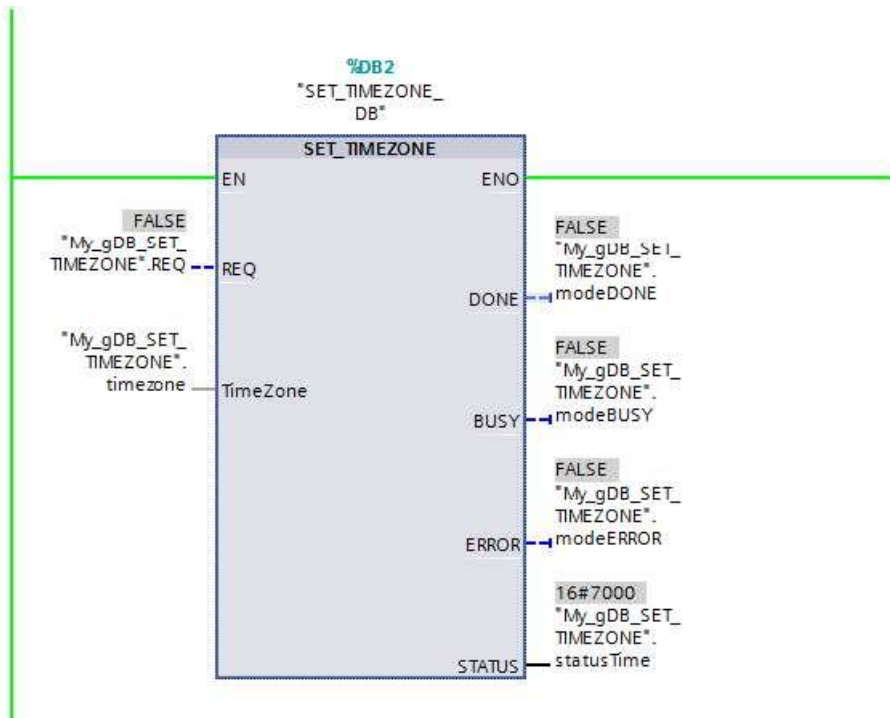 %DB2
"SET_TIMEZONE_
DB"
SET_TIMEZONE
EN
ENO
FALSE
"My_gDB_SET_
TIMEZONE".REQ
REQ
FALSE
"My_gDB_SET_
TIMEZONE".
modeDONE
DONE
"My_gDB_SET_
TIMEZONE".
timezone
TimeZone
FALSE
"My_gDB_SET_
TIMEZONE".
modeBUSY
BUSY
FALSE
"My_gDB_SET_
TIMEZONE".
modeERROR
ERROR
16#7000
"My_gDB_SET_
TIMEZONE".
statusTime
STATUS